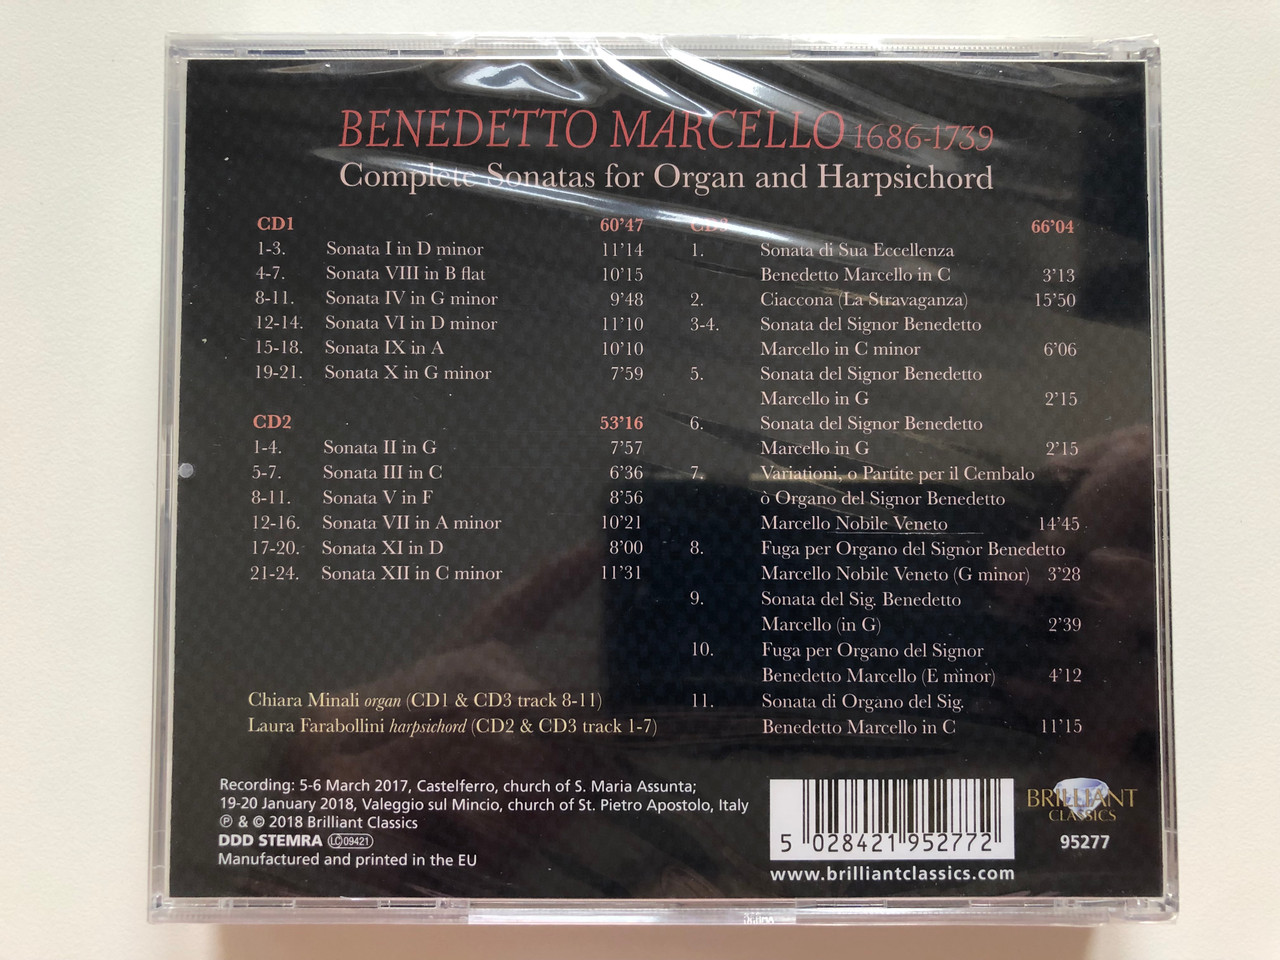 BENEDETTO MARCELLO 1686-1739
Complete Sonatas for Organ and Harpsichord
CD1 60’47
1-3. Sonata I in D minor 11’14
4-7. Sonata VIII in B flat 10’15
8-11. Sonata IV in G minor 9’48
12-14. Sonata VI in D minor 11’10
15-18. Sonata IX in A 10’10
19-21. Sonata X in G minor 7’59
CD2 53’16
1-4. Sonata II in G 7’57
5-7. Sonata III in C 6’36
8-11. Sonata V in F 8’56
12-16. Sonata VII in A minor 10’21
17-20. Sonata XI in D 8’00
21-24. Sonata XII in C minor 11’31
Chiara Minali organ (CD1 & CD3 track 8-11)
Laura Farabollini harpsichord (CD2 & CD3 track 1-7)
CD3 66’04
1. Sonata di Sua Eccellenza
Benedetto Marcello in C 3’13
2. Ciaccona (La Stravaganza) 15’50
3-4. Sonata del Signor Benedetto
Marcello in C minor 6’06
5. Sonata del Signor Benedetto
Marcello in G 2’15
6. Sonata del Signor Benedetto
Marcello in G 2’15
7. Variationi, o Partite per il Cembalo
ò Organo del Signor Benedetto
Marcello Nobile Veneto 14’45
8. Fuga per Organo del Signor Benedetto
Marcello Nobile Veneto (G minor) 3’28
9. Sonata del Sig. Benedetto
Marcello (in G) 2’39
10. Fuga per Organo del Signor
Benedetto Marcello (E minor) 4’12
11. Sonata di Organo del Sig.
Benedetto Marcello in C 11’15
Recording: 5-6 March 2017, Castelferro, church of S. Maria Assunta;
19-20 January 2018, Valeggio sul Mincio, church of St. Pietro Apostolo, Italy
℗ & © 2018 Brilliant Classics
DDD STEMRA LC 09421
Manufactured and printed in the EU
5 028421 952772
www.brilliantclassics.com
BRILLIANT
CLASSICS
95277